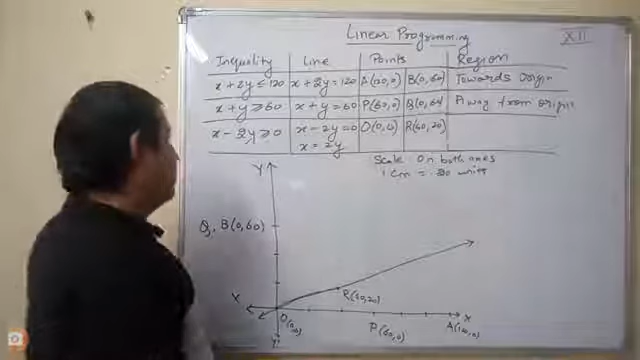 Linear Programming
XII
Inequality Line Points Region
x + 2y ≤ 120 x + 2y = 120 A(120,0) B(0,60) Towards Origin
x + y ≥ 60 x + y = 60 P(60,0) Q(0,60) Away from origin
x - 2y ≥ 0 x - 2y = 0 O(0,0) R(60,20)
x = 2y
Scale On both axes
1 cm = 20 units
Y
Q, B(0,60)
R(60,20)
X O(0,0) P(60,0) A(120,0) X
Y'